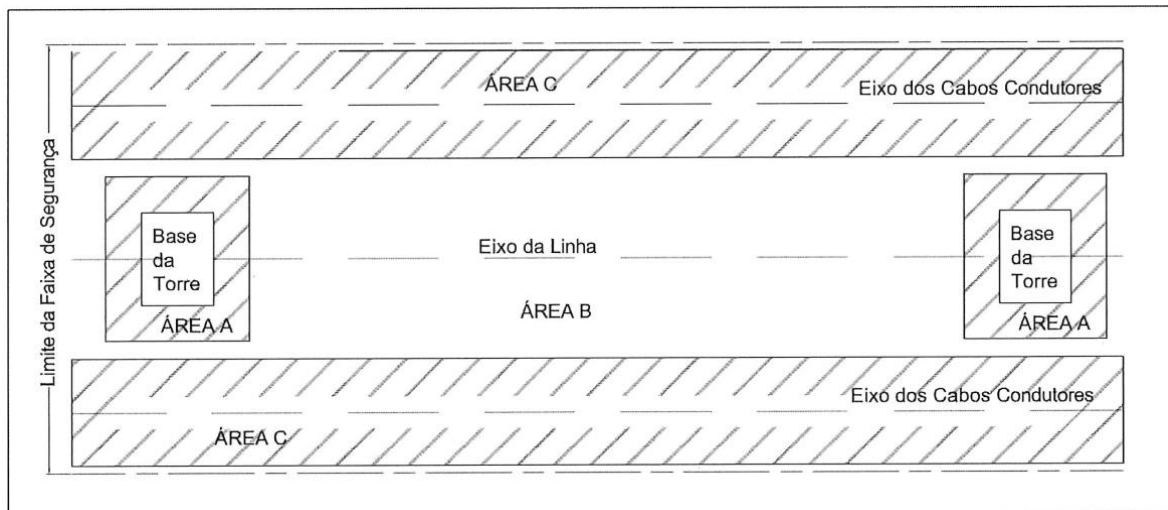 ÁREA C
Eixo dos Cabos Condutores
Limite da Faixa de Segurança
Base
da
Torre
ÁREA A
Eixo da Linha
ÁREA B
Base
da
Torre
ÁREA A
Eixo dos Cabos Condutores
ÁREA C